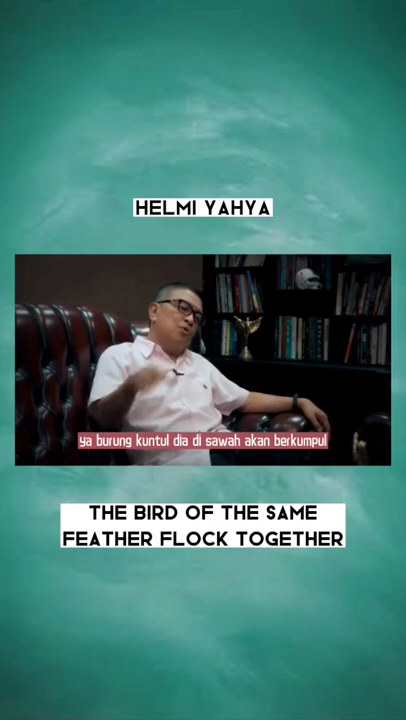 HELMI YAHYA
ya burung kuntul dia di sawah akan berkumpul
THE BIRD OF THE SAME
FEATHER FLOCK TOGETHER